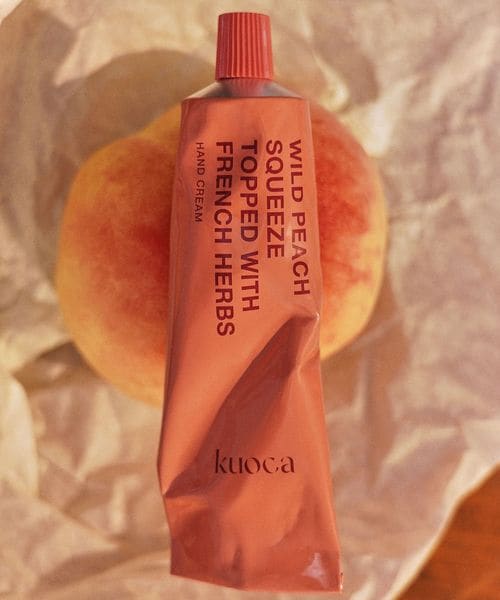 WILD PEACH
SQUEEZE
TOPPED WITH
FRENCH HERBS
HAND CREAM
kuoca